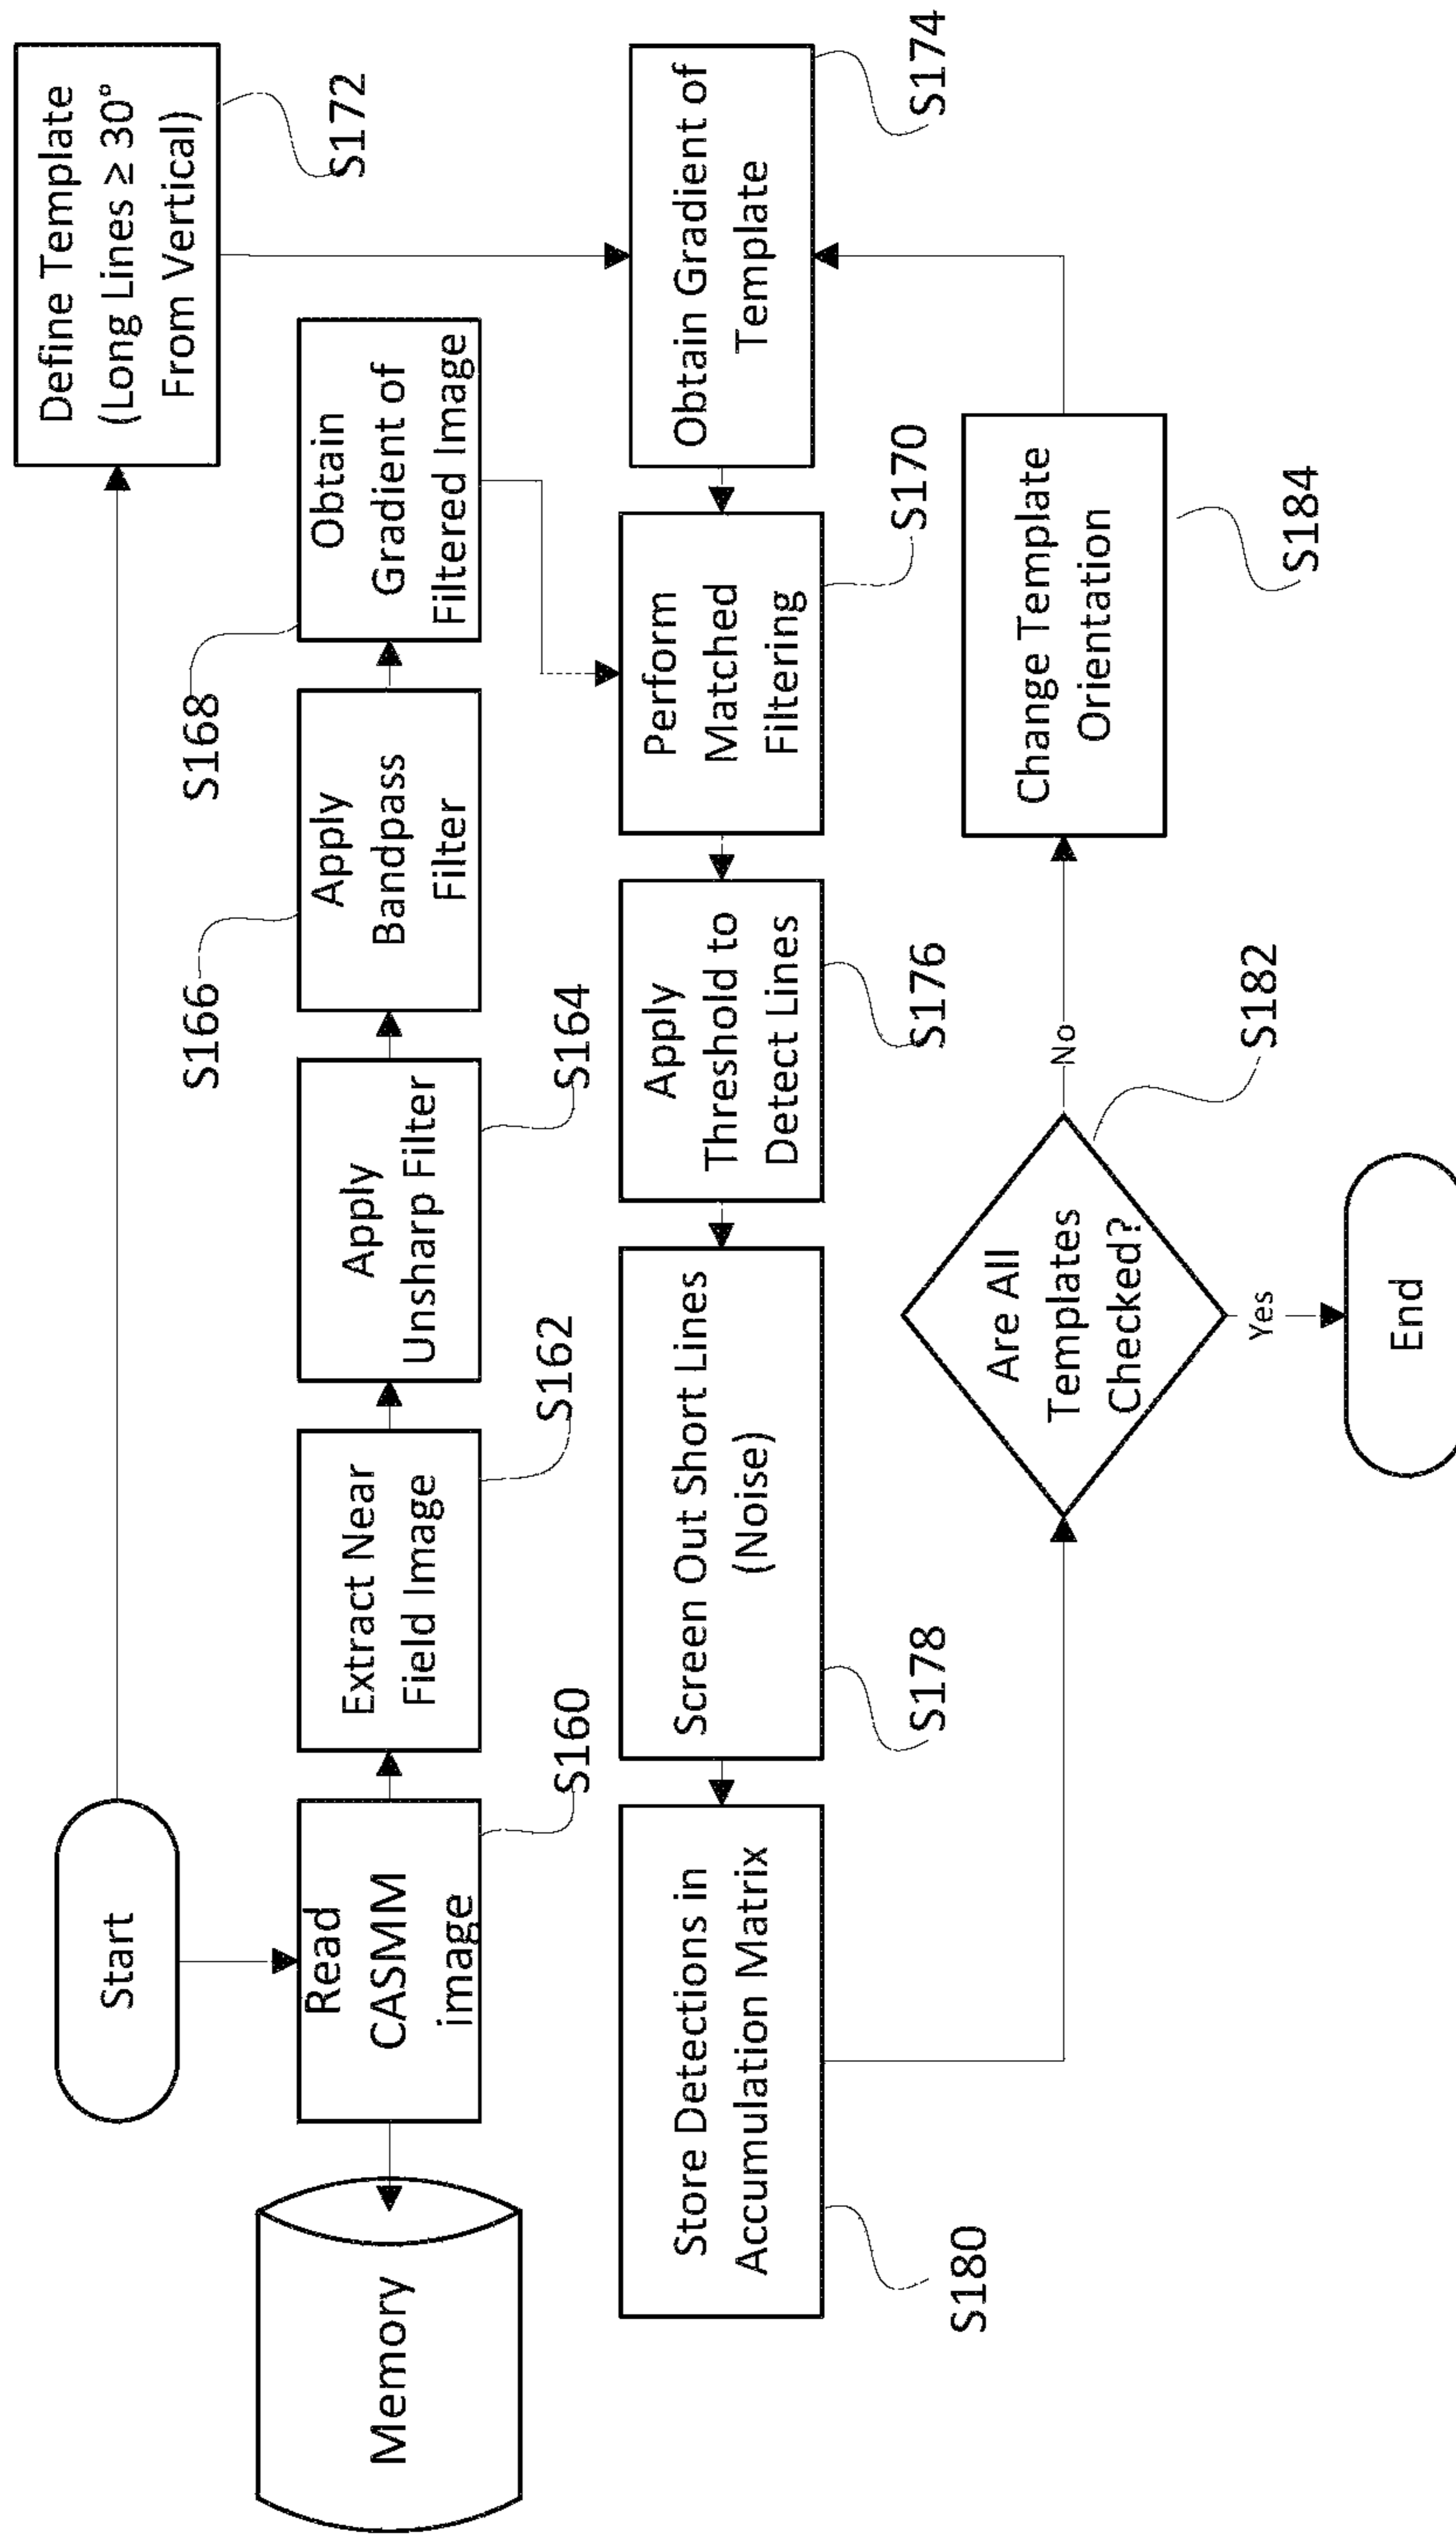 Start
Define Template
(Long Lines ≥ 30°
From Vertical)
S172
Memory
Read
CASMM
image
S160
Extract Near
Field Image
S162
Apply
Unsharp Filter
S164
Apply
Bandpass
Filter
S166
Obtain
Gradient of
Filtered Image
S168
Obtain Gradient of
Template
S174
Perform
Matched
Filtering
S170
Apply
Threshold to
Detect Lines
S176
Screen Out Short Lines
(Noise)
S178
Store Detections in
Accumulation Matrix
S180
Are All
Templates
Checked?
S182
No
Change Template
Orientation
S184
Yes
End